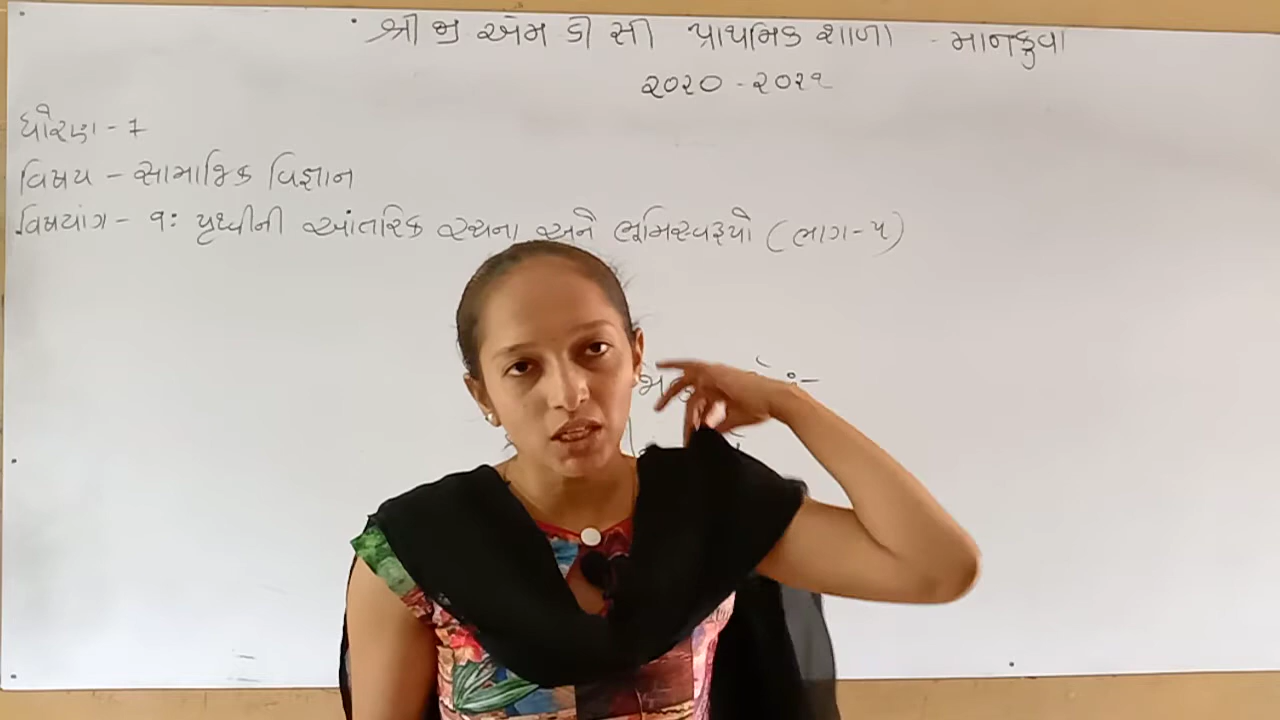 શ્રી જી એમ ડી સી પ્રાથમિક શાળા - માનકુવા
૨૦૨૦ - ૨૦૨૧
ધોરણ - 7
વિષય - સામાજિક વિજ્ઞાન
વિષયાંગ - ૧: પૃથ્વીની આંતરિક રચના અને ભૂમિસ્વરૂપો (ભાગ-૫)